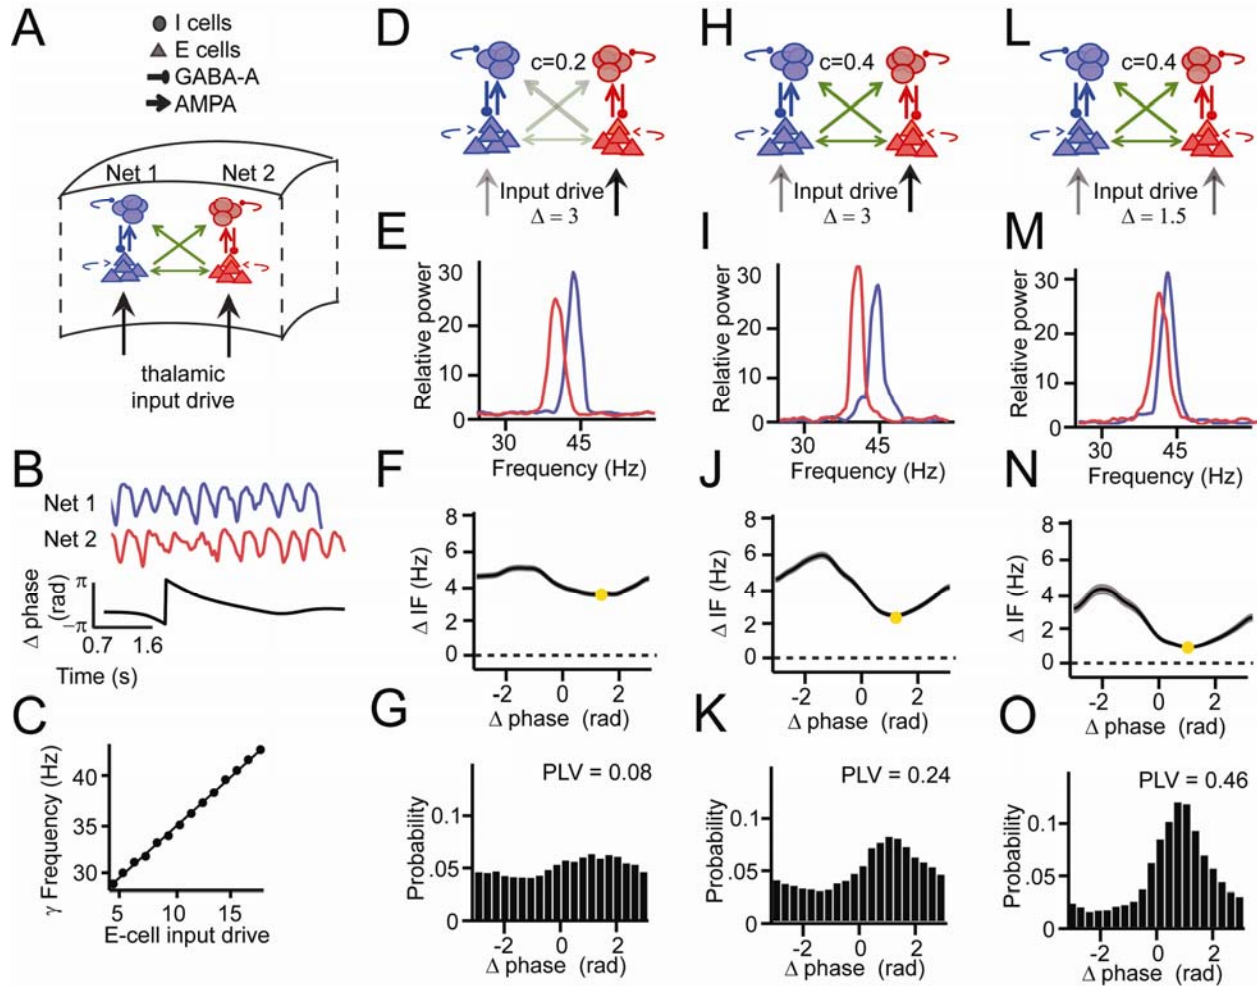 A
I cells
E cells
GABA-A
AMPA
Net 1 Net 2
thalamic
input drive
B
Net 1
Net 2
Δ phase
(rad)
π
−π
0.7 1.6
Time (s)
C
γ Frequency (Hz)
40
35
30
5 10 15
E-cell input drive
D
c=0.2
Input drive
Δ = 3
E
Relative power
30
20
10
0
30 45
Frequency (Hz)
F
Δ IF (Hz)
8
6
4
2
0
-2 0 2
Δ phase (rad)
G
PLV = 0.08
Probability
0.1
.05
0
-2 0 2
Δ phase (rad)
H
c=0.4
Input drive
Δ = 3
I
Relative power
30
20
10
0
30 45
Frequency (Hz)
J
Δ IF (Hz)
8
6
4
2
0
-2 0 2
Δ phase (rad)
K
PLV = 0.24
Probability
0.1
.05
0
-2 0 2
Δ phase (rad)
L
c=0.4
Input drive
Δ = 1.5
M
Relative power
30
20
10
0
30 45
Frequency (Hz)
N
Δ IF (Hz)
8
6
4
2
0
-2 0 2
Δ phase (rad)
O
PLV = 0.46
Probability
0.1
.05
0
-2 0 2
Δ phase (rad)